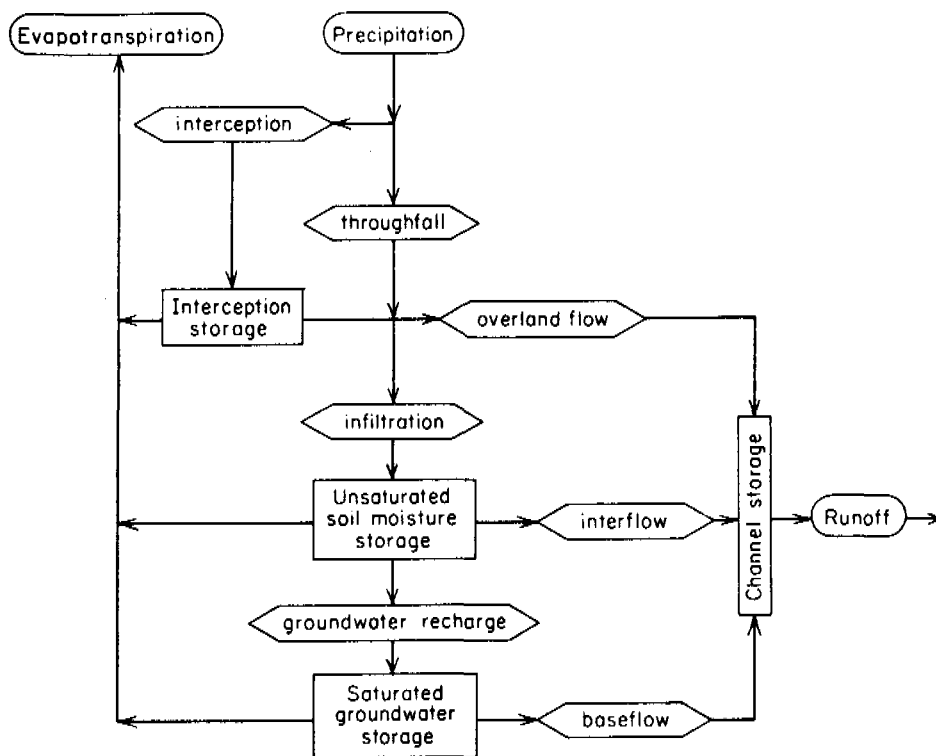 Evapotranspiration
Precipitation
interception
throughfall
Interception
storage
overland flow
infiltration
Unsaturated
soil moisture
storage
interflow
Channel storage
Runoff
groundwater recharge
Saturated
groundwater
storage
baseflow